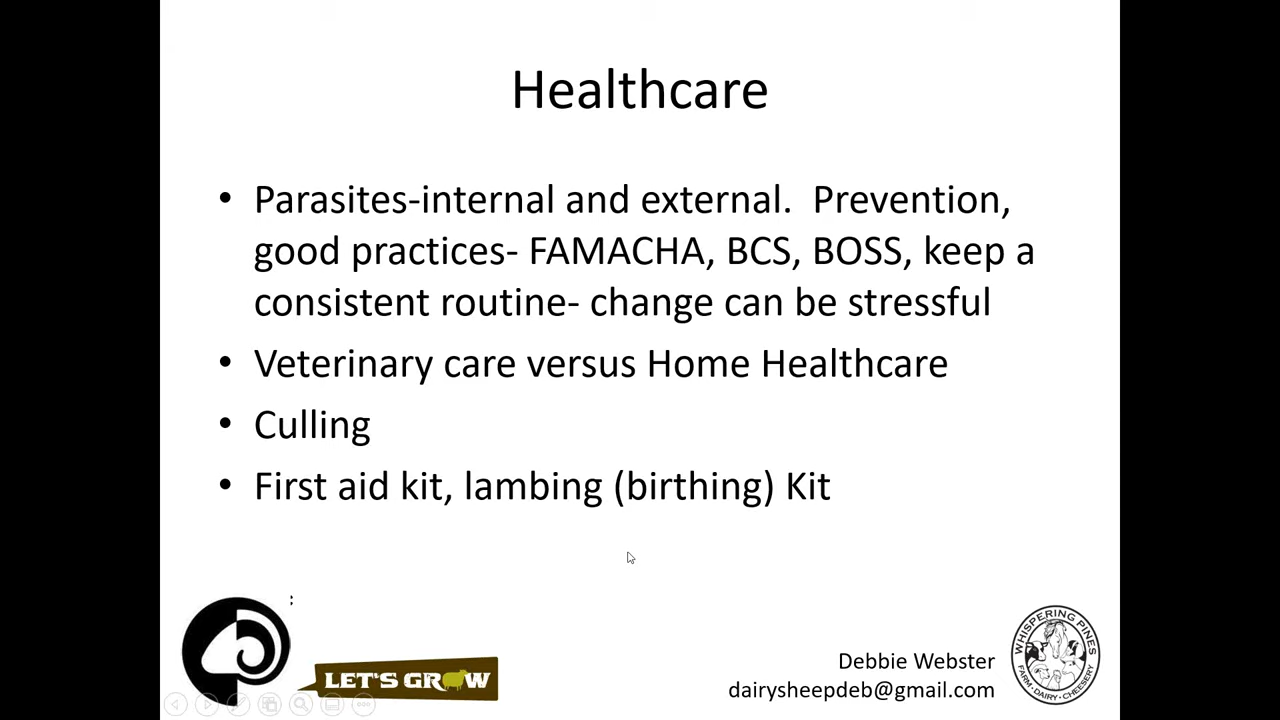 Healthcare
• Parasites-internal and external.  Prevention,
good practices- FAMACHA, BCS, BOSS, keep a
consistent routine- change can be stressful
• Veterinary care versus Home Healthcare
• Culling
• First aid kit, lambing (birthing) Kit
:
LET'S GROW
Debbie Webster
dairysheepdeb@gmail.com
WHISPERING PINES
FARM • DAIRY • CHEESERY